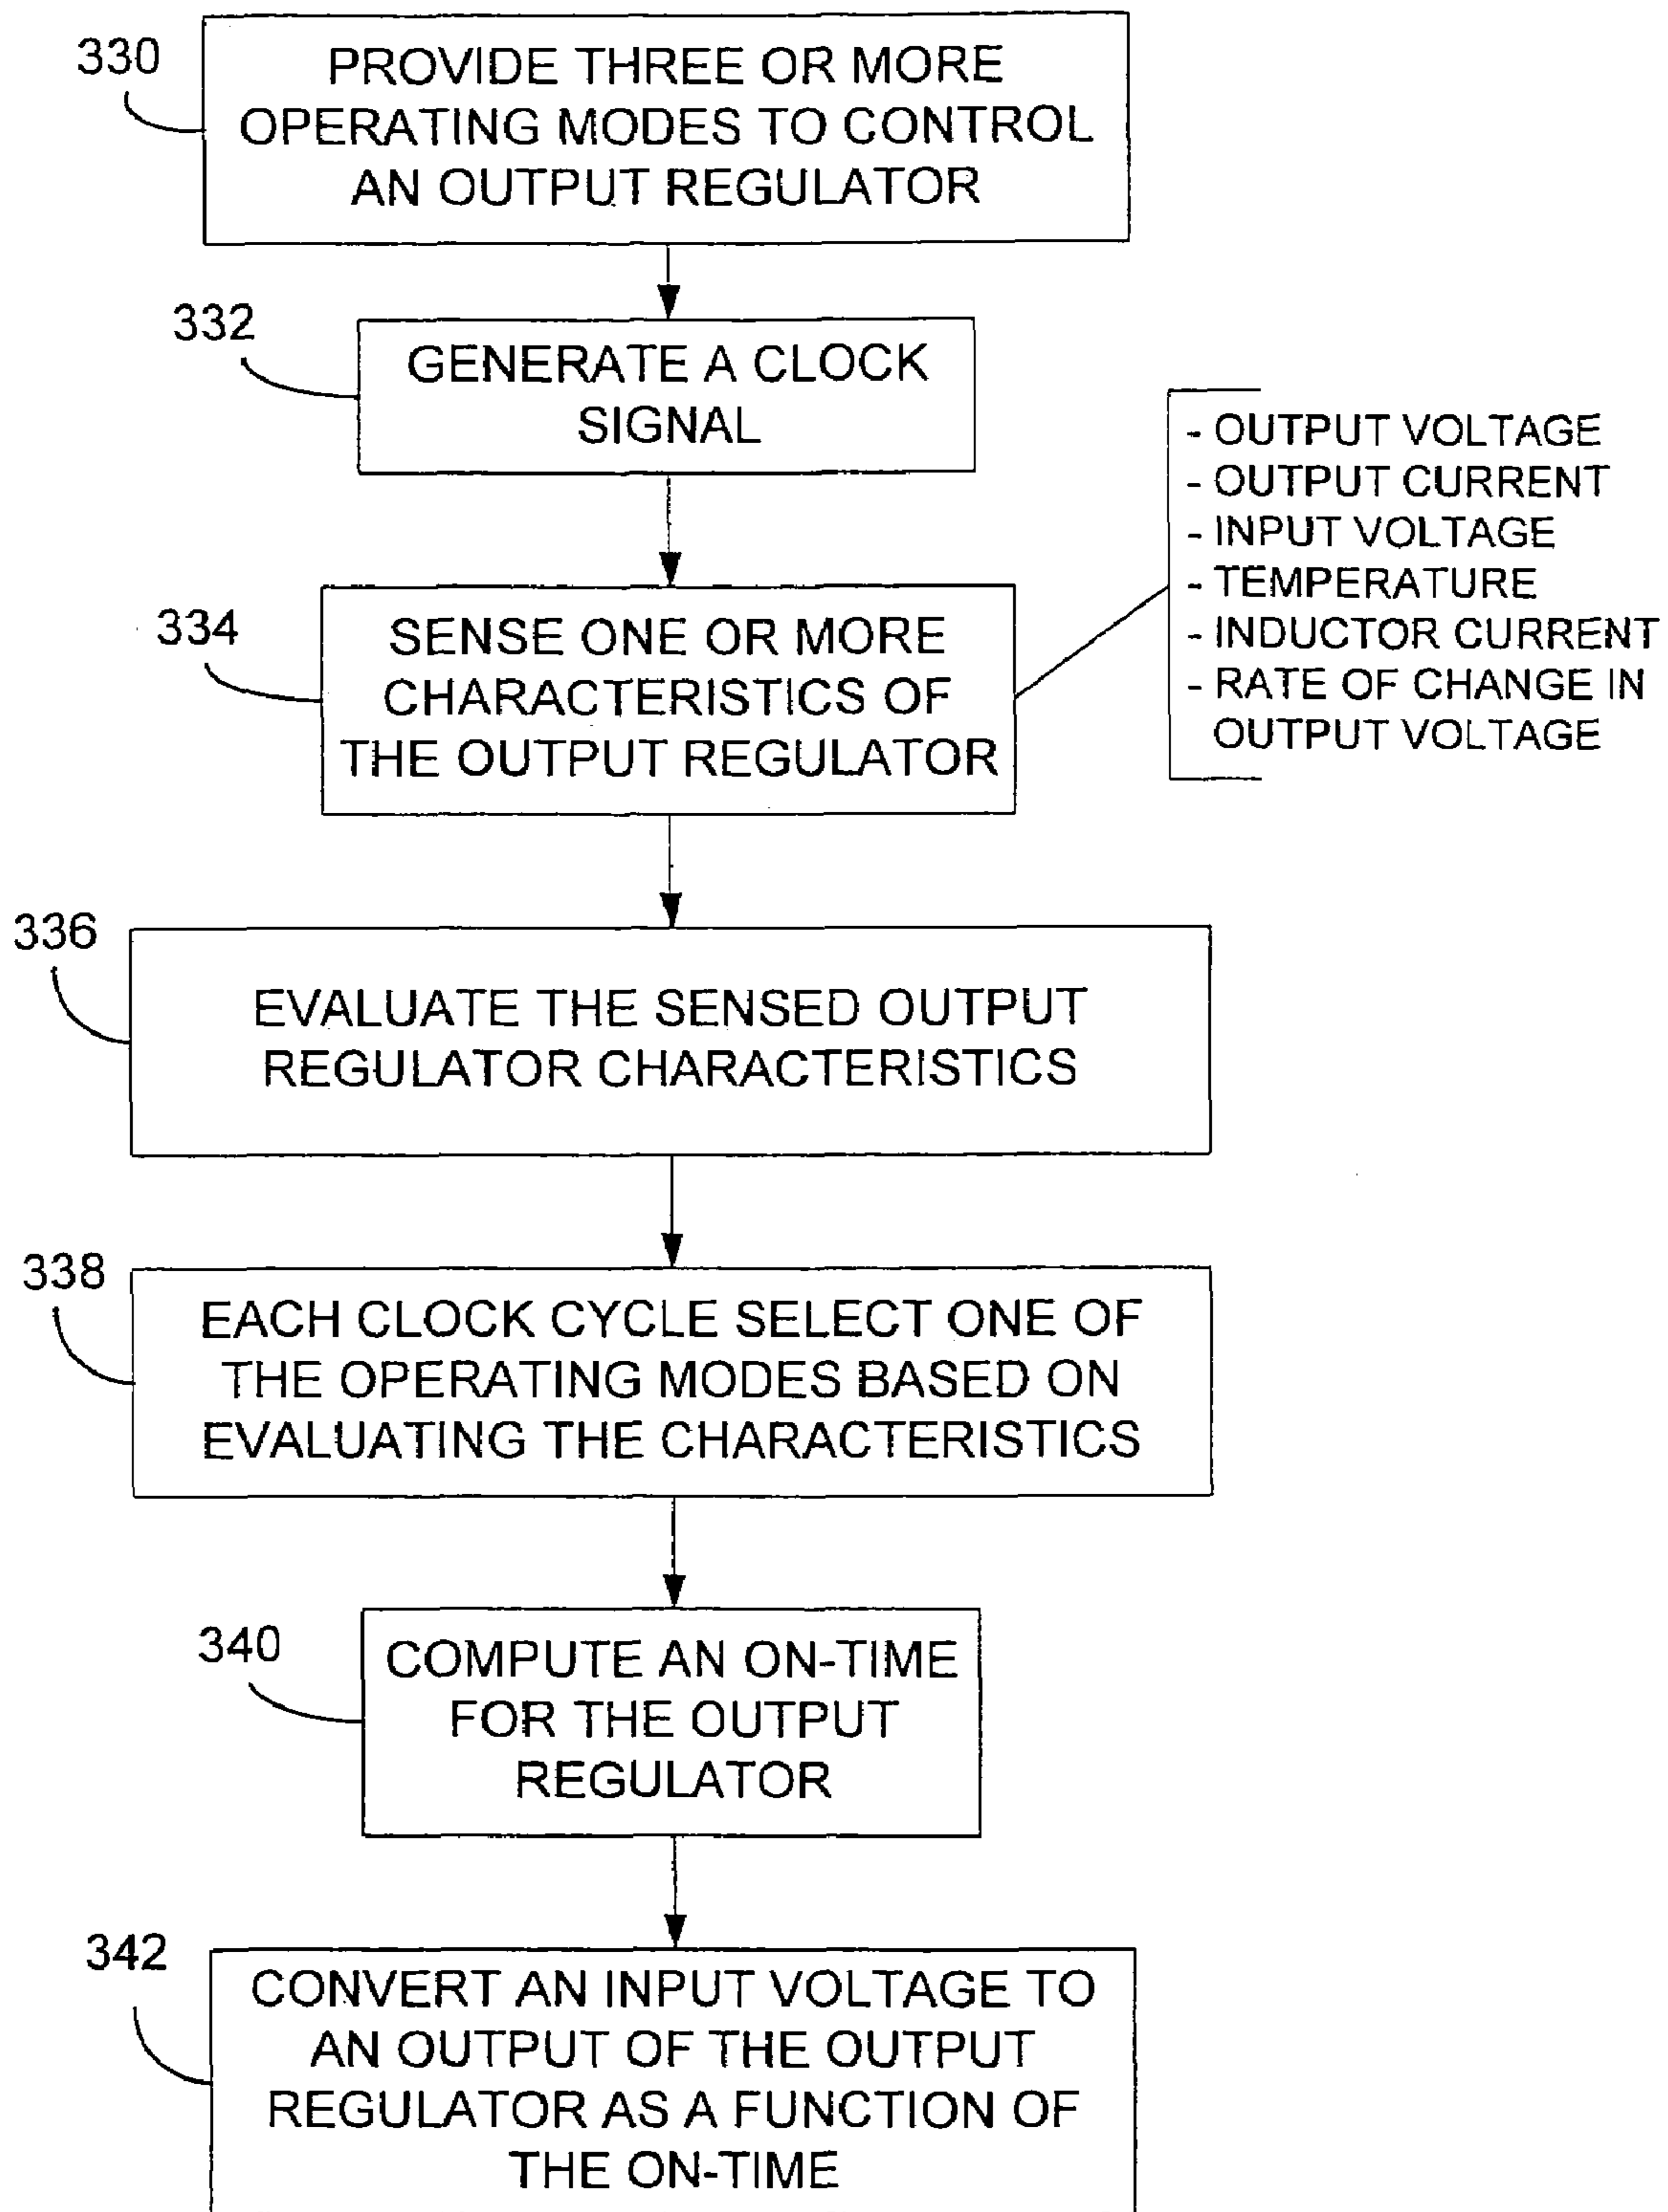 330
PROVIDE THREE OR MORE
OPERATING MODES TO CONTROL
AN OUTPUT REGULATOR
332
GENERATE A CLOCK
SIGNAL
334
SENSE ONE OR MORE
CHARACTERISTICS OF
THE OUTPUT REGULATOR
- OUTPUT VOLTAGE
- OUTPUT CURRENT
- INPUT VOLTAGE
- TEMPERATURE
- INDUCTOR CURRENT
- RATE OF CHANGE IN
OUTPUT VOLTAGE
336
EVALUATE THE SENSED OUTPUT
REGULATOR CHARACTERISTICS
338
EACH CLOCK CYCLE SELECT ONE OF
THE OPERATING MODES BASED ON
EVALUATING THE CHARACTERISTICS
340
COMPUTE AN ON-TIME
FOR THE OUTPUT
REGULATOR
342
CONVERT AN INPUT VOLTAGE TO
AN OUTPUT OF THE OUTPUT
REGULATOR AS A FUNCTION OF
THE ON-TIME